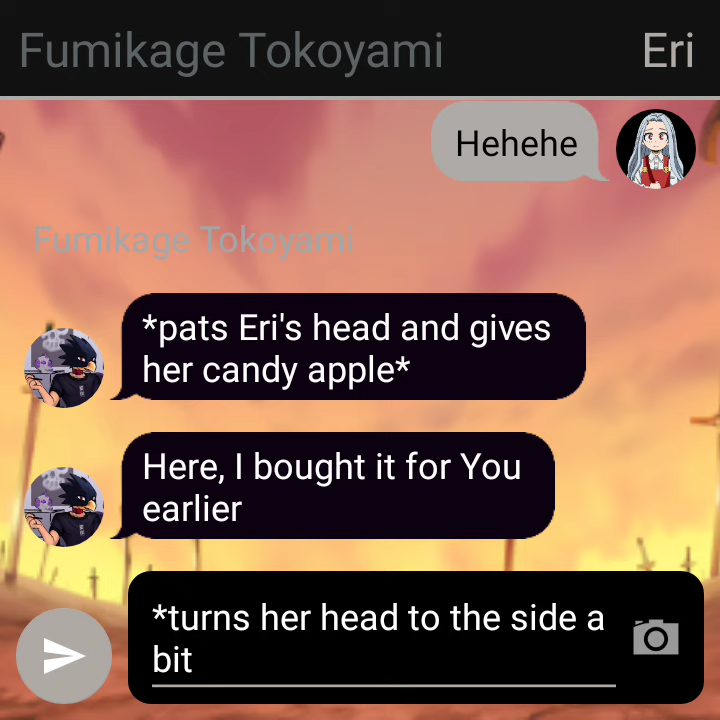 Fumikage Tokoyami
Eri
Hehehe
Fumikage Tokoyami
*pats Eri's head and gives
her candy apple*
Here, I bought it for You
earlier
*turns her head to the side a
bit